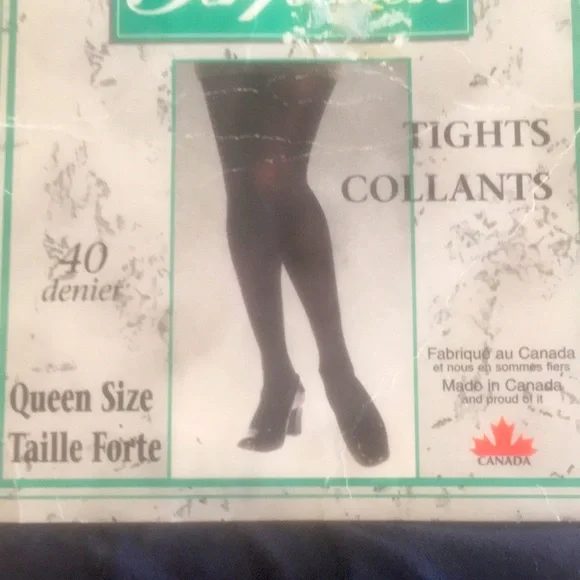 TIGHTS
COLLANTS
40
denier
Queen Size
Taille Forte
Fabriqué au Canada
et nous en sommes fiers
Made in Canada
and proud of it
CANADA